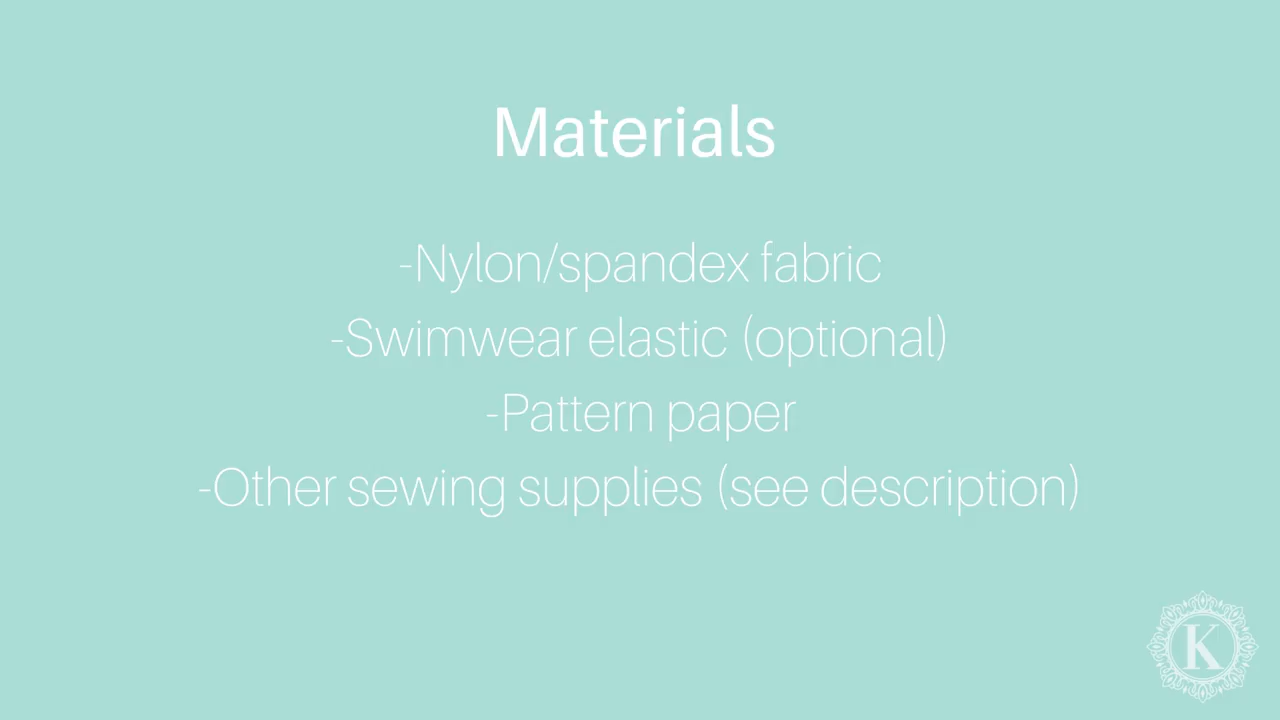 Materials
-Nylon/spandex fabric
-Swimwear elastic (optional)
-Pattern paper
-Other sewing supplies (see description)
K